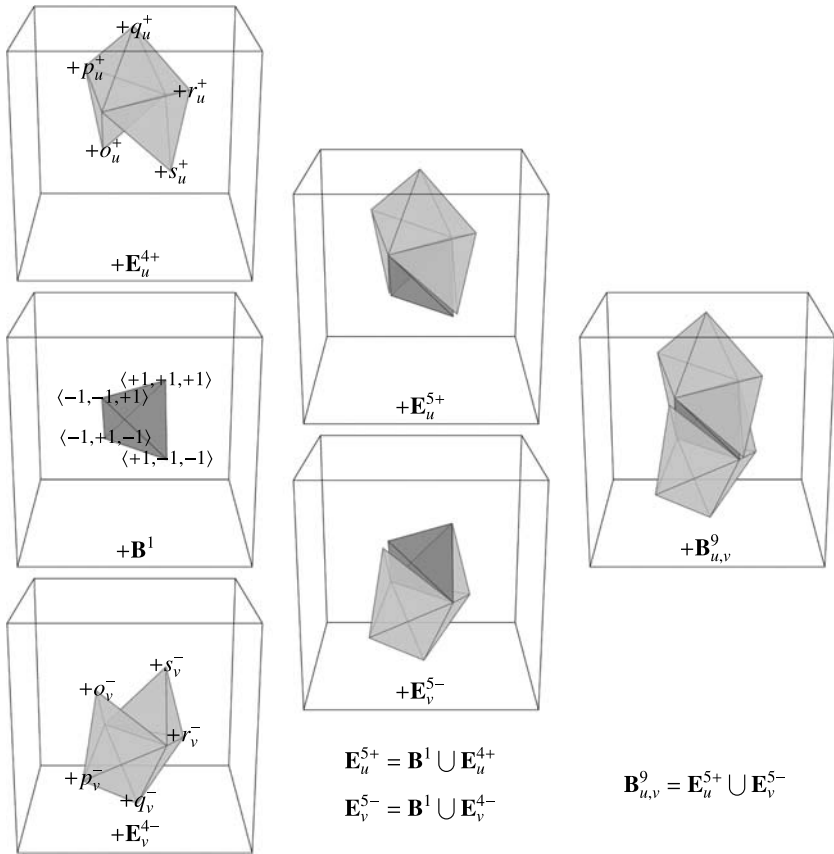 +q_u^+
+p_u^+
+r_u^+
+o_u^+
+s_u^+
+E_u^{4+}
⟨+1,+1,+1⟩
⟨−1,−1,+1⟩
⟨−1,+1,−1⟩
⟨+1,−1,−1⟩
+B^1
+s_v^-
+o_v^-
+r_v^-
+p_v^-
+q_v^-
+E_v^{4−}
+E_u^{5+}
+E_v^{5−}
E_u^{5+} = B^1 ⋃ E_u^{4+}
E_v^{5−} = B^1 ⋃ E_v^{4−}
+B_{u,v}^9
B_{u,v}^9 = E_u^{5+} ⋃ E_v^{5−}